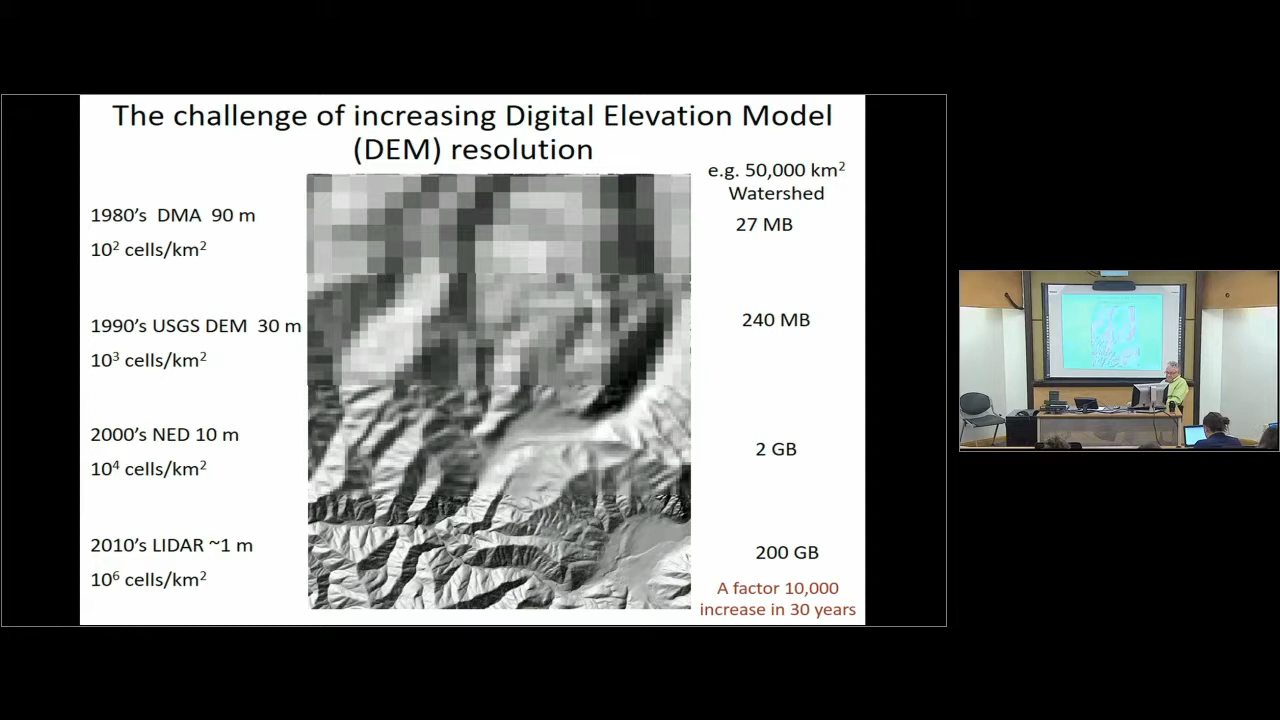 The challenge of increasing Digital Elevation Model
(DEM) resolution
e.g. 50,000 km²
Watershed
1980’s  DMA  90 m
27 MB
10² cells/km²
1990’s USGS DEM  30 m
240 MB
10³ cells/km²
2000’s NED 10 m
2 GB
10⁴ cells/km²
2010’s LIDAR ~1 m
200 GB
10⁶ cells/km²
A factor 10,000
increase in 30 years